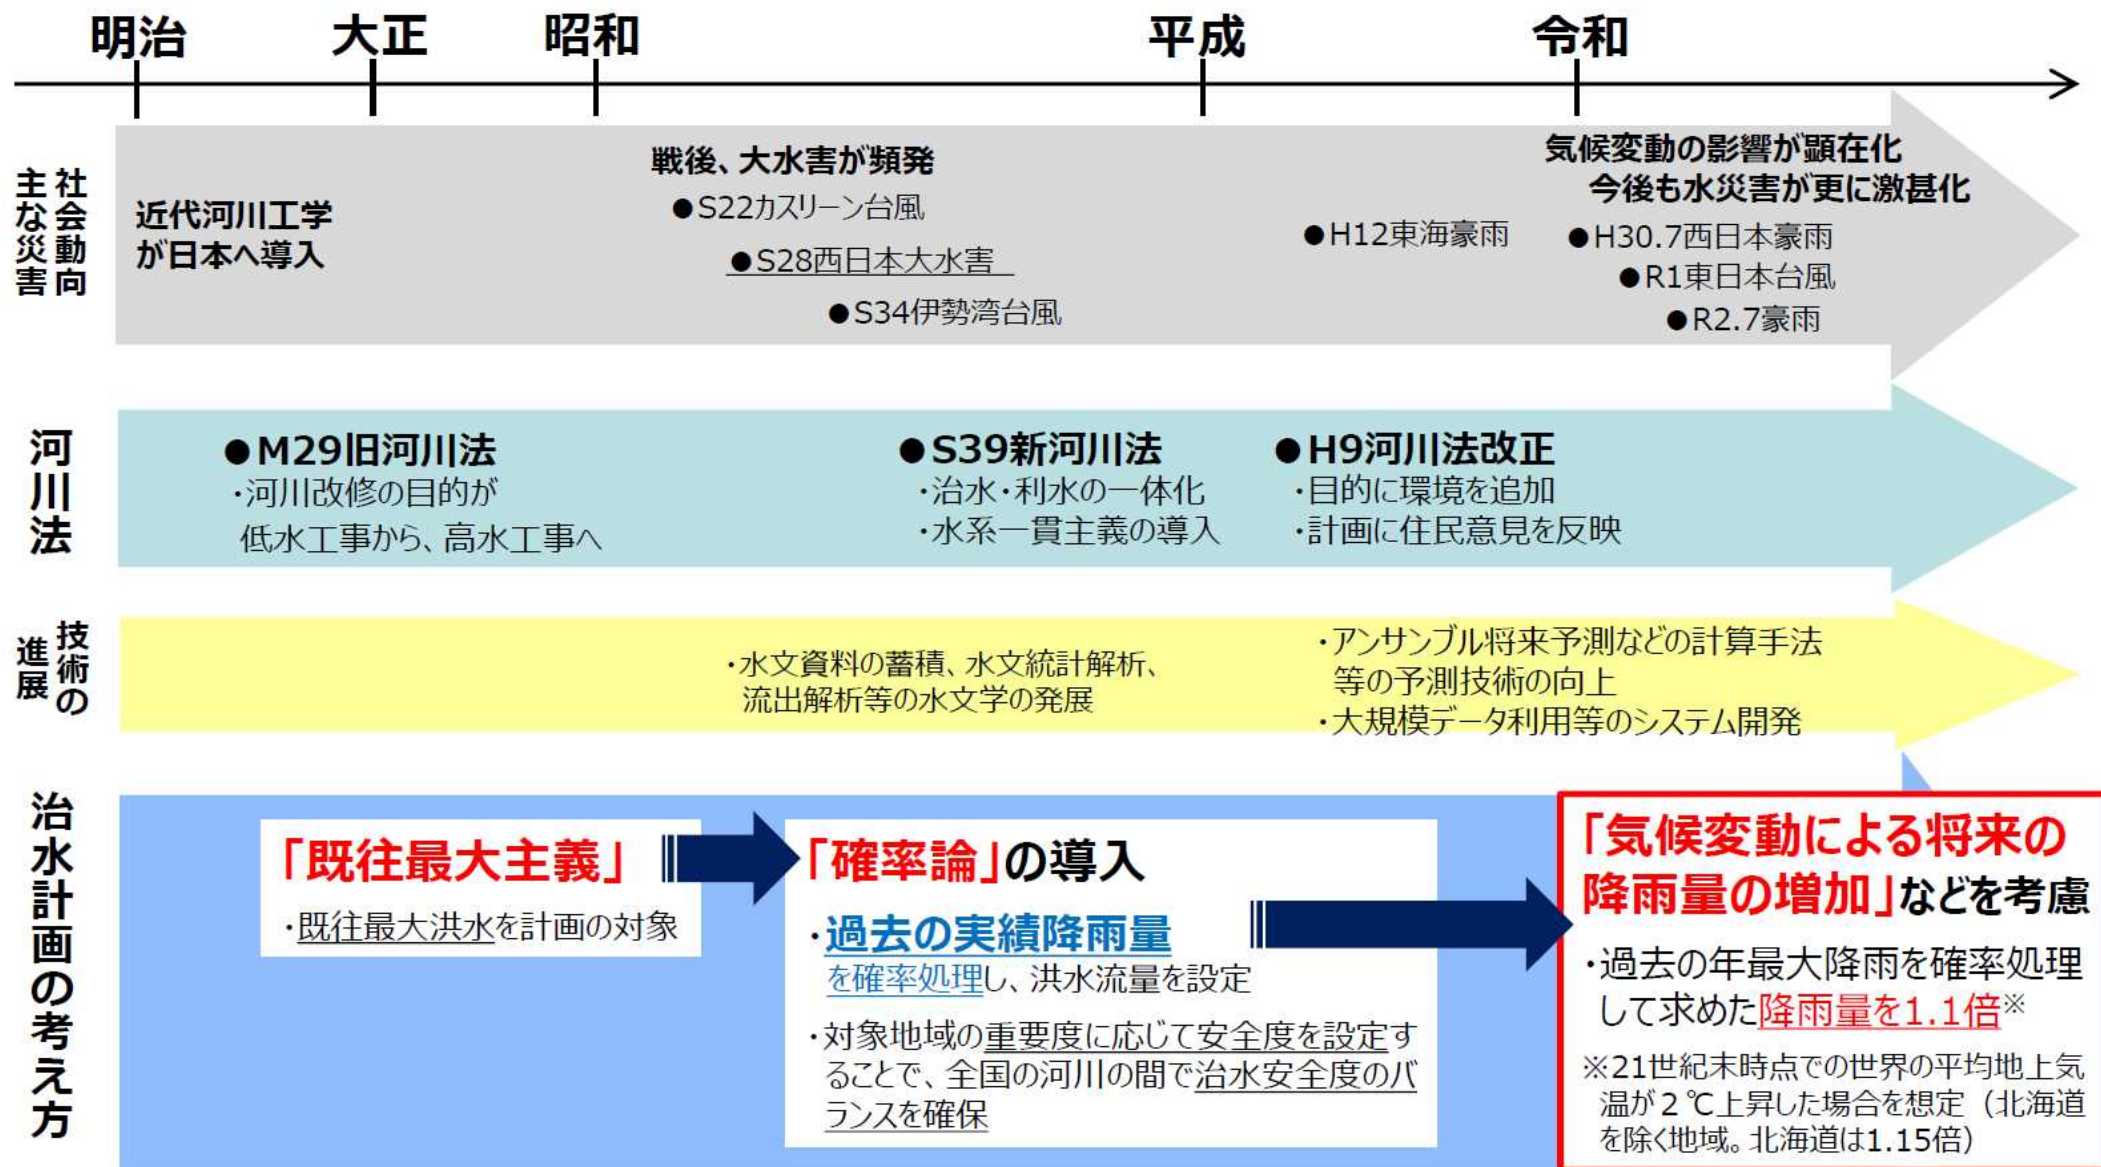 明治
大正
昭和
平成
令和
社会動向
主な災害
近代河川工学
が日本へ導入
戦後、大水害が頻発
●S22カスリーン台風
●S28西日本大水害
●S34伊勢湾台風
●H12東海豪雨
気候変動の影響が顕在化
今後も水災害が更に激甚化
●H30.7西日本豪雨
●R1東日本台風
●R2.7豪雨
河川法
●M29旧河川法
・河川改修の目的が
低水工事から、高水工事へ
●S39新河川法
・治水・利水の一体化
・水系一貫主義の導入
●H9河川法改正
・目的に環境を追加
・計画に住民意見を反映
技術の
進展
・水文資料の蓄積、水文統計解析、
流出解析等の水文学の発展
・アンサンブル将来予測などの計算手法
等の予測技術の向上
・大規模データ利用等のシステム開発
治水計画の考え方
「既往最大主義」
・既往最大洪水を計画の対象
「確率論」の導入
・過去の実績降雨量
を確率処理し、洪水流量を設定
・対象地域の重要度に応じて安全度を設定す
ることで、全国の河川の間で治水安全度のバ
ランスを確保
「気候変動による将来の
降雨量の増加」などを考慮
・過去の年最大降雨を確率処理
して求めた降雨量を1.1倍※
※21世紀末時点での世界の平均地上気
温が２℃上昇した場合を想定（北海道
を除く地域。北海道は1.15倍）